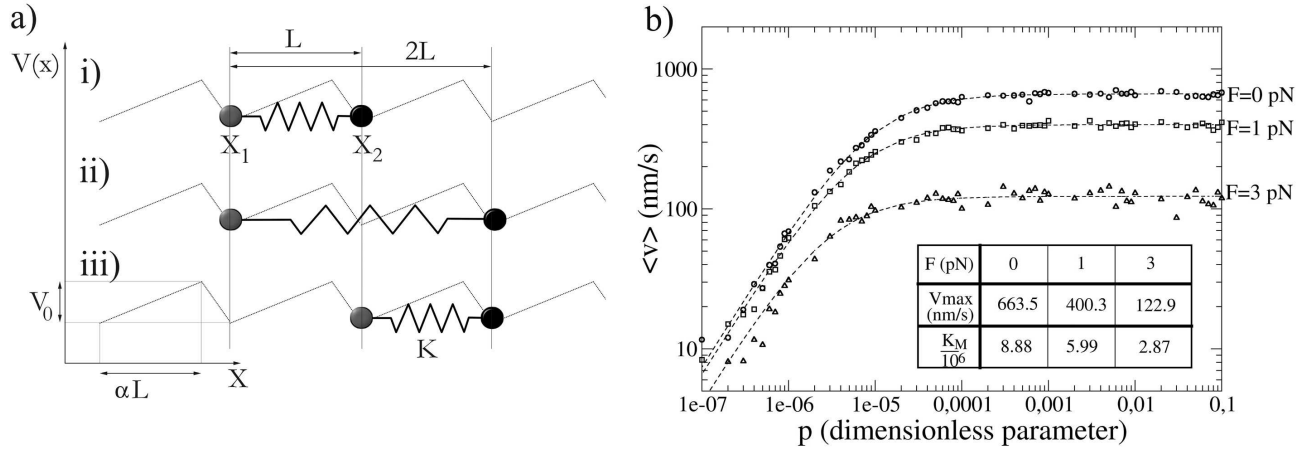 a)
V(x)
i)
L
2L
X1
X2
ii)
iii)
V0
K
X
αL
b)
<v> (nm/s)
1000
100
10
F=0 pN
F=1 pN
F=3 pN
F (pN) 0 1 3
Vmax (nm/s) 663.5 400.3 122.9
KM/10^6 8.88 5.99 2.87
1e-07 1e-06 1e-05 0,0001 0,001 0,01 0,1
p (dimensionless parameter)